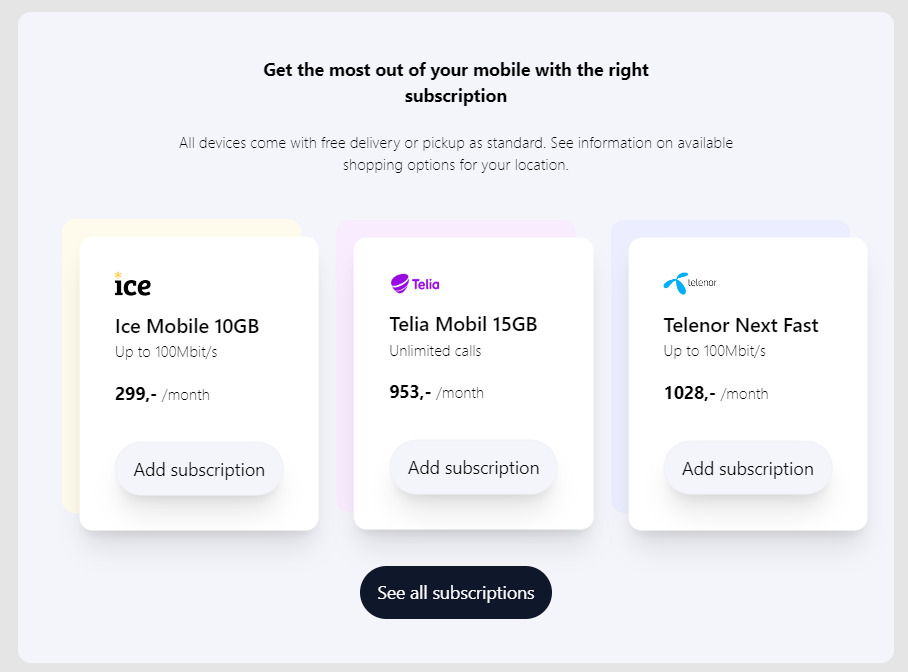 Get the most out of your mobile with the right
subscription
All devices come with free delivery or pickup as standard. See information on available
shopping options for your location.
ice
Ice Mobile 10GB
Up to 100Mbit/s
299,- /month
Add subscription
Telia
Telia Mobil 15GB
Unlimited calls
953,- /month
Add subscription
telenor
Telenor Next Fast
Up to 100Mbit/s
1028,- /month
Add subscription
See all subscriptions